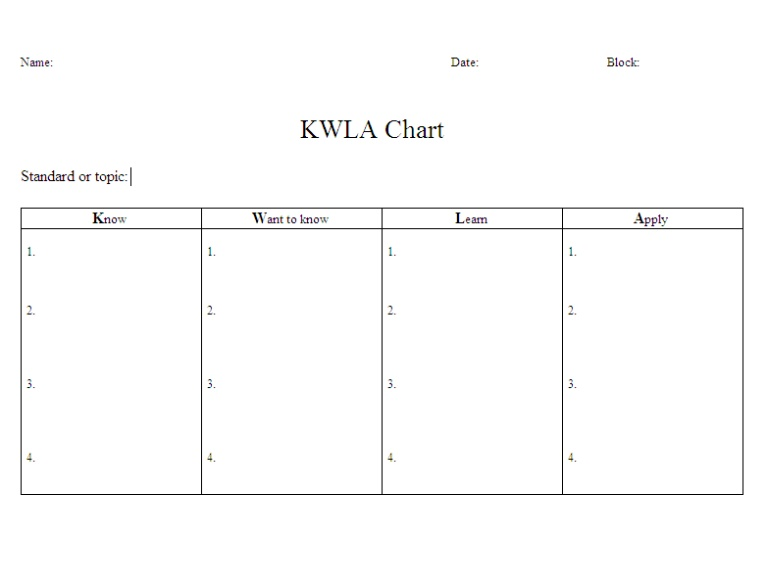 Name: Date: Block:
KWLA Chart
Standard or topic:
Know Want to know Learn Apply
1. 1. 1. 1.
2. 2. 2. 2.
3. 3. 3. 3.
4. 4. 4. 4.